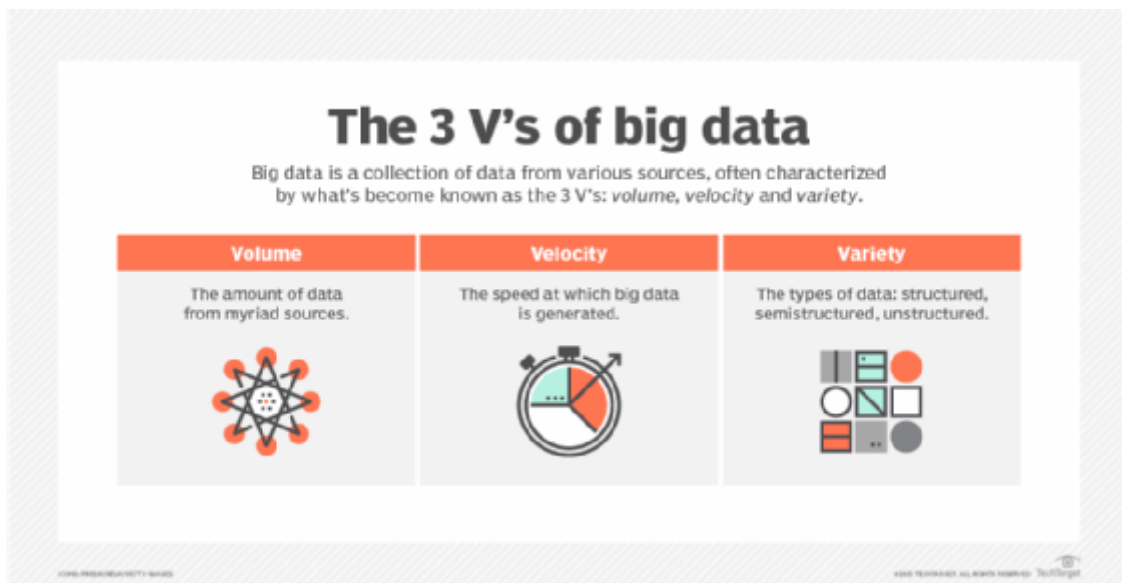 The 3 V's of big data
Big data is a collection of data from various sources, often characterized
by what's become known as the 3 V's: volume, velocity and variety.
Volume
The amount of data
from myriad sources.
Velocity
The speed at which big data
is generated.
Variety
The types of data: structured,
semistructured, unstructured.
TechTarget